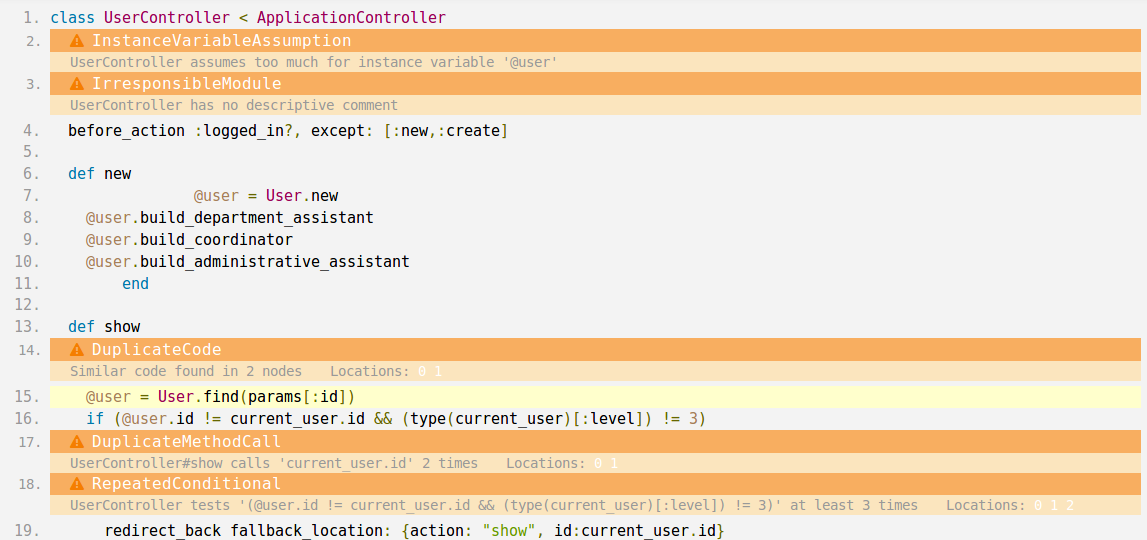 1. class UserController < ApplicationController
2. InstanceVariableAssumption
UserController assumes too much for instance variable '@user'
3. IrresponsibleModule
UserController has no descriptive comment
4. before_action :logged_in?, except: [:new,:create]
5.
6. def new
7. @user = User.new
8. @user.build_department_assistant
9. @user.build_coordinator
10. @user.build_administrative_assistant
11. end
12.
13. def show
14. DuplicateCode
Similar code found in 2 nodes Locations: 0 1
15. @user = User.find(params[:id])
16. if (@user.id != current_user.id && (type(current_user)[:level]) != 3)
17. DuplicateMethodCall
UserController#show calls 'current_user.id' 2 times Locations: 0 1
18. RepeatedConditional
UserController tests '(@user.id != current_user.id && (type(current_user)[:level]) != 3)' at least 3 times Locations: 0 1 2
19. redirect_back fallback_location: {action: "show", id:current_user.id}